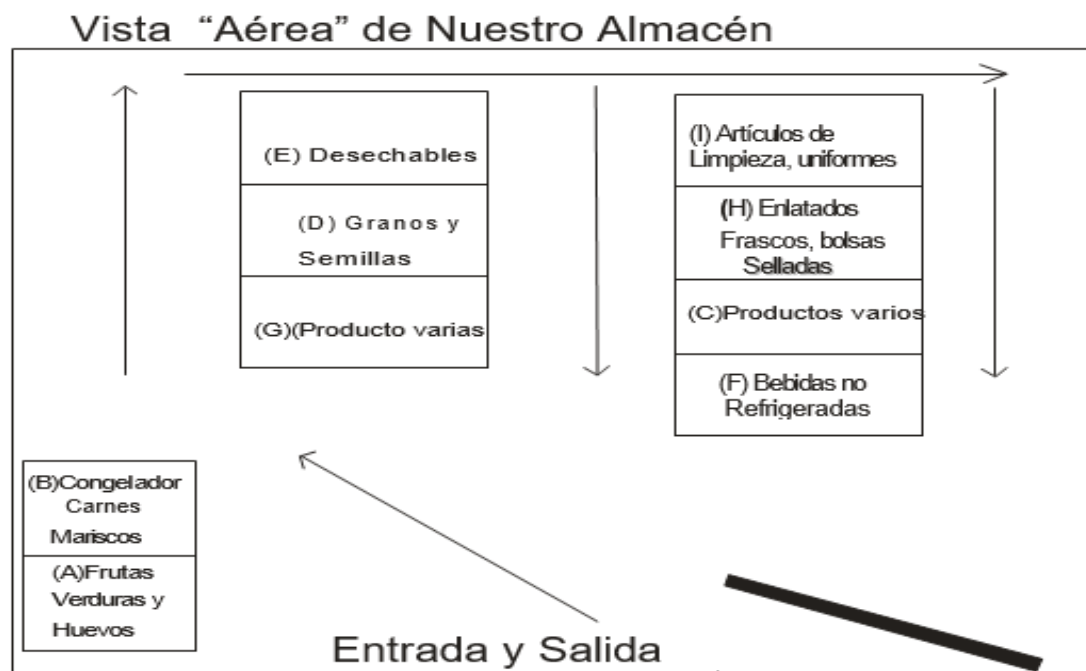 Vista “Aérea” de Nuestro Almacén
(E) Desechables
(D) Granos y
Semillas
(G)(Producto varias
(I) Artículos de
Limpieza, uniformes
(H) Enlatados
Frascos, bolsas
Selladas
(C)Productos varios
(F) Bebidas no
Refrigeradas
(B)Congelador
Carnes
Mariscos
(A)Frutas
Verduras y
Huevos
Entrada y Salida